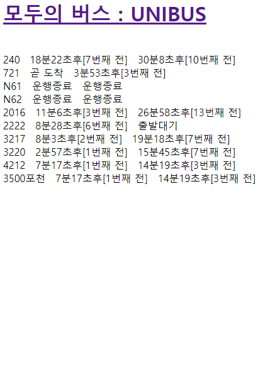 모두의 버스 : UNIBUS
240 18분22초후[7번째 전] 30분8초후[10번째 전]
721 곧 도착 3분53초후[3번째 전]
N61 운행종료 운행종료
N62 운행종료 운행종료
2016 11분6초후[3번째 전] 26분58초후[13번째 전]
2222 8분28초후[6번째 전] 출발대기
3217 8분3초후[2번째 전] 19분18초후[7번째 전]
3220 2분57초후[1번째 전] 15분45초후[7번째 전]
4212 7분17초후[1번째 전] 14분19초후[3번째 전]
3500포천 7분17초후[1번째 전] 14분19초후[3번째 전]